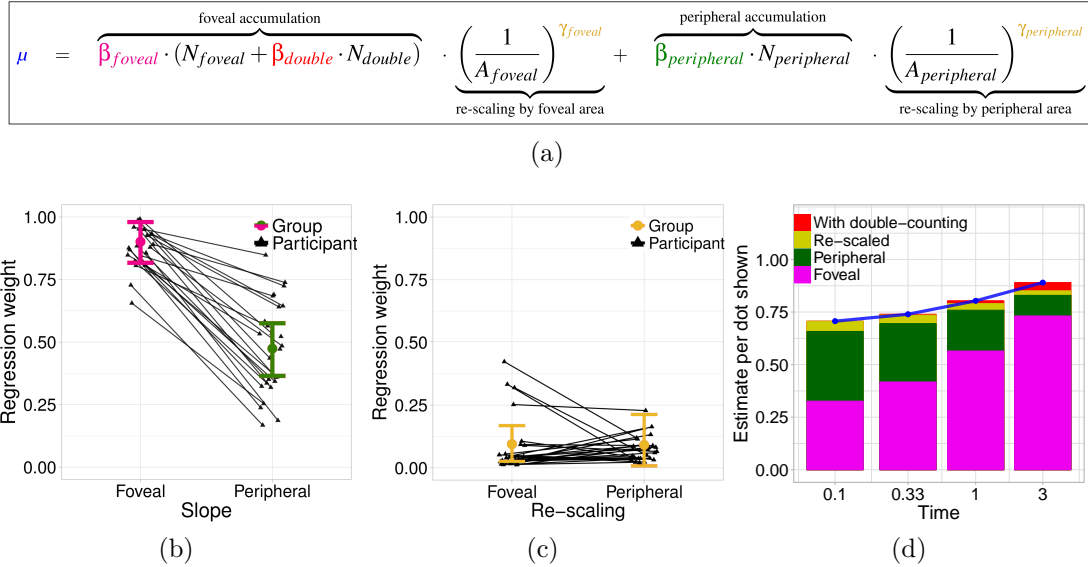 foveal accumulation peripheral accumulation
μ = β_foveal · (N_foveal + β_double · N_double) · (1/A_foveal)^γ_foveal + β_peripheral · N_peripheral · (1/A_peripheral)^γ_peripheral
re-scaling by foveal area re-scaling by peripheral area
(a)
Regression weight
1.00
0.75
0.50
0.25
0.00
Group
Participant
Foveal Peripheral
Slope
(b)
Regression weight
1.00
0.75
0.50
0.25
0.00
Group
Participant
Foveal Peripheral
Re−scaling
(c)
Estimate per dot shown
1.00
0.75
0.50
0.25
0.00
With double−counting
Re−scaled
Peripheral
Foveal
0.1 0.33 1 3
Time
(d)